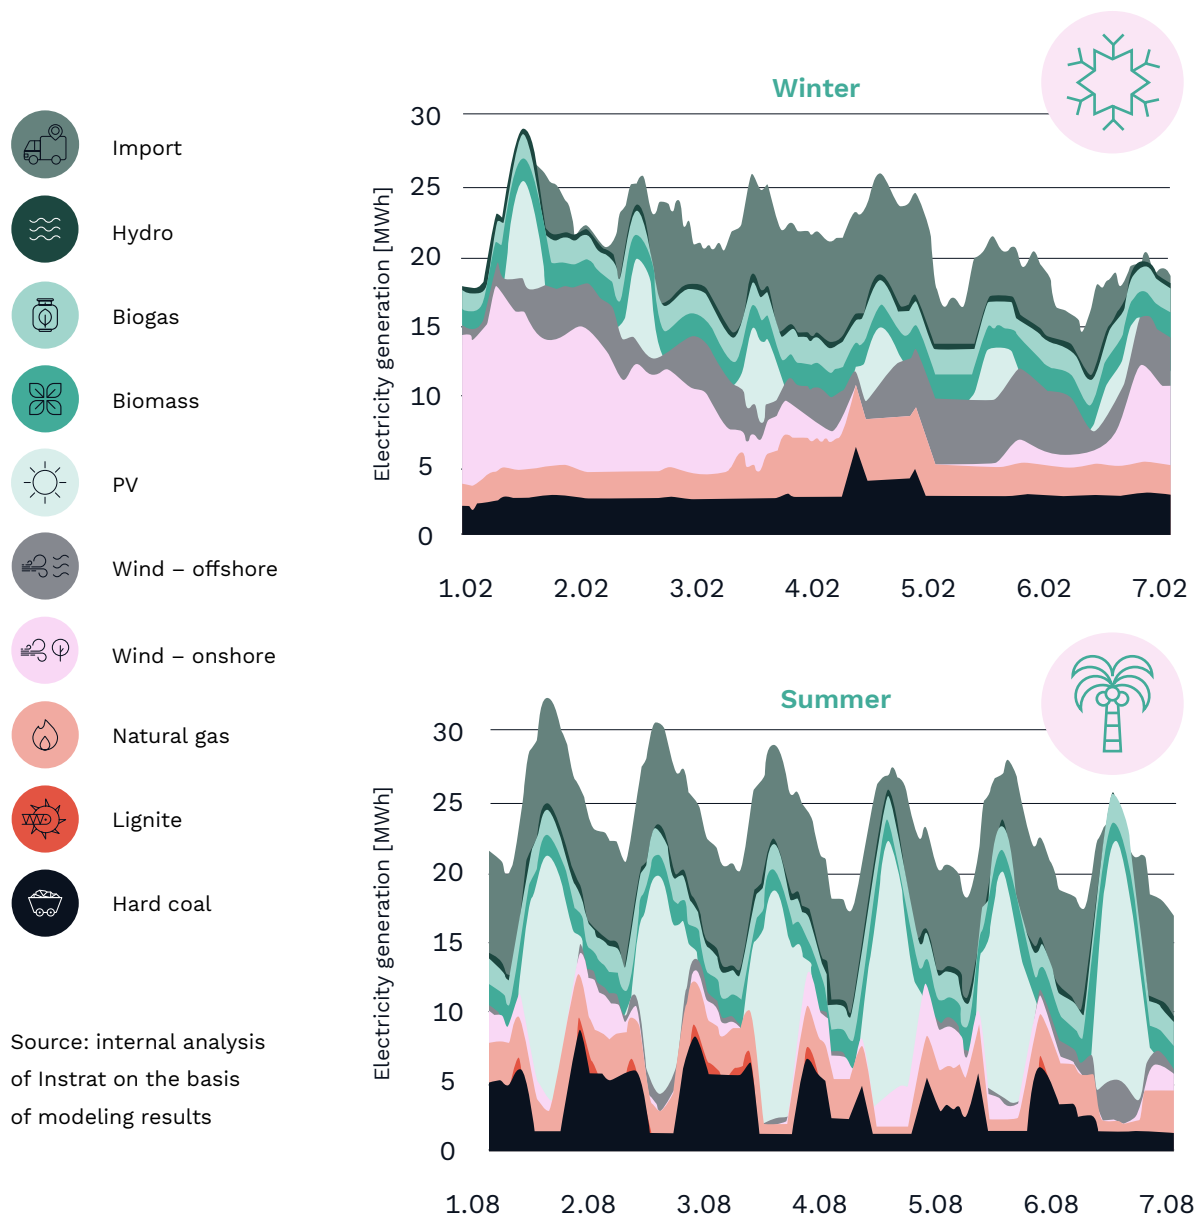 Import
Hydro
Biogas
Biomass
PV
Wind – offshore
Wind – onshore
Natural gas
Lignite
Hard coal
Source: internal analysis
of Instrat on the basis
of modeling results
Winter
Electricity generation [MWh]
30
25
20
15
10
5
0
1.02 2.02 3.02 4.02 5.02 6.02 7.02
Summer
Electricity generation [MWh]
30
25
20
15
10
5
0
1.08 2.08 3.08 4.08 5.08 6.08 7.08